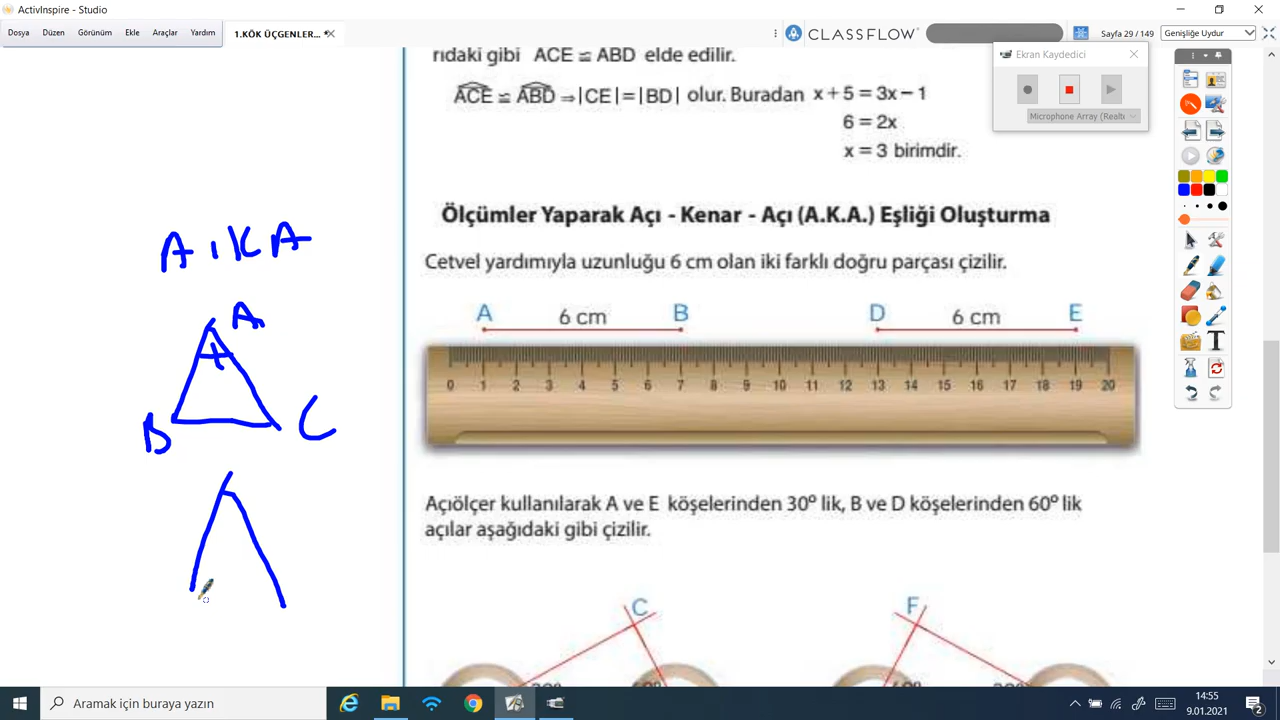 ActivInspire - Studio
Dosya Düzen Görünüm Ekle Araçlar Yardım
1.KÖK ÜÇGENLER...
CLASSFLOW
Sayfa 29 / 149
Genişliğe Uydur
Ekran Kaydedici
Microphone Array (Realte
rıdaki gibi ACE ≅ ABD elde edilir.
ACE ≅ ABD ⇒ |CE| = |BD| olur. Buradan x + 5 = 3x − 1
6 = 2x
x = 3 birimdir.
Ölçümler Yaparak Açı - Kenar - Açı (A.K.A.) Eşliği Oluşturma
Cetvel yardımıyla uzunluğu 6 cm olan iki farklı doğru parçası çizilir.
A 6 cm B D 6 cm E
0 1 2 3 4 5 6 7 8 9 10 11 12 13 14 15 16 17 18 19 20
Açıölçer kullanılarak A ve E köşelerinden 30º lik, B ve D köşelerinden 60º lik
açılar aşağıdaki gibi çizilir.
C F
A.KA
A
B C
T
Aramak için buraya yazın
14:55
9.01.2021
2